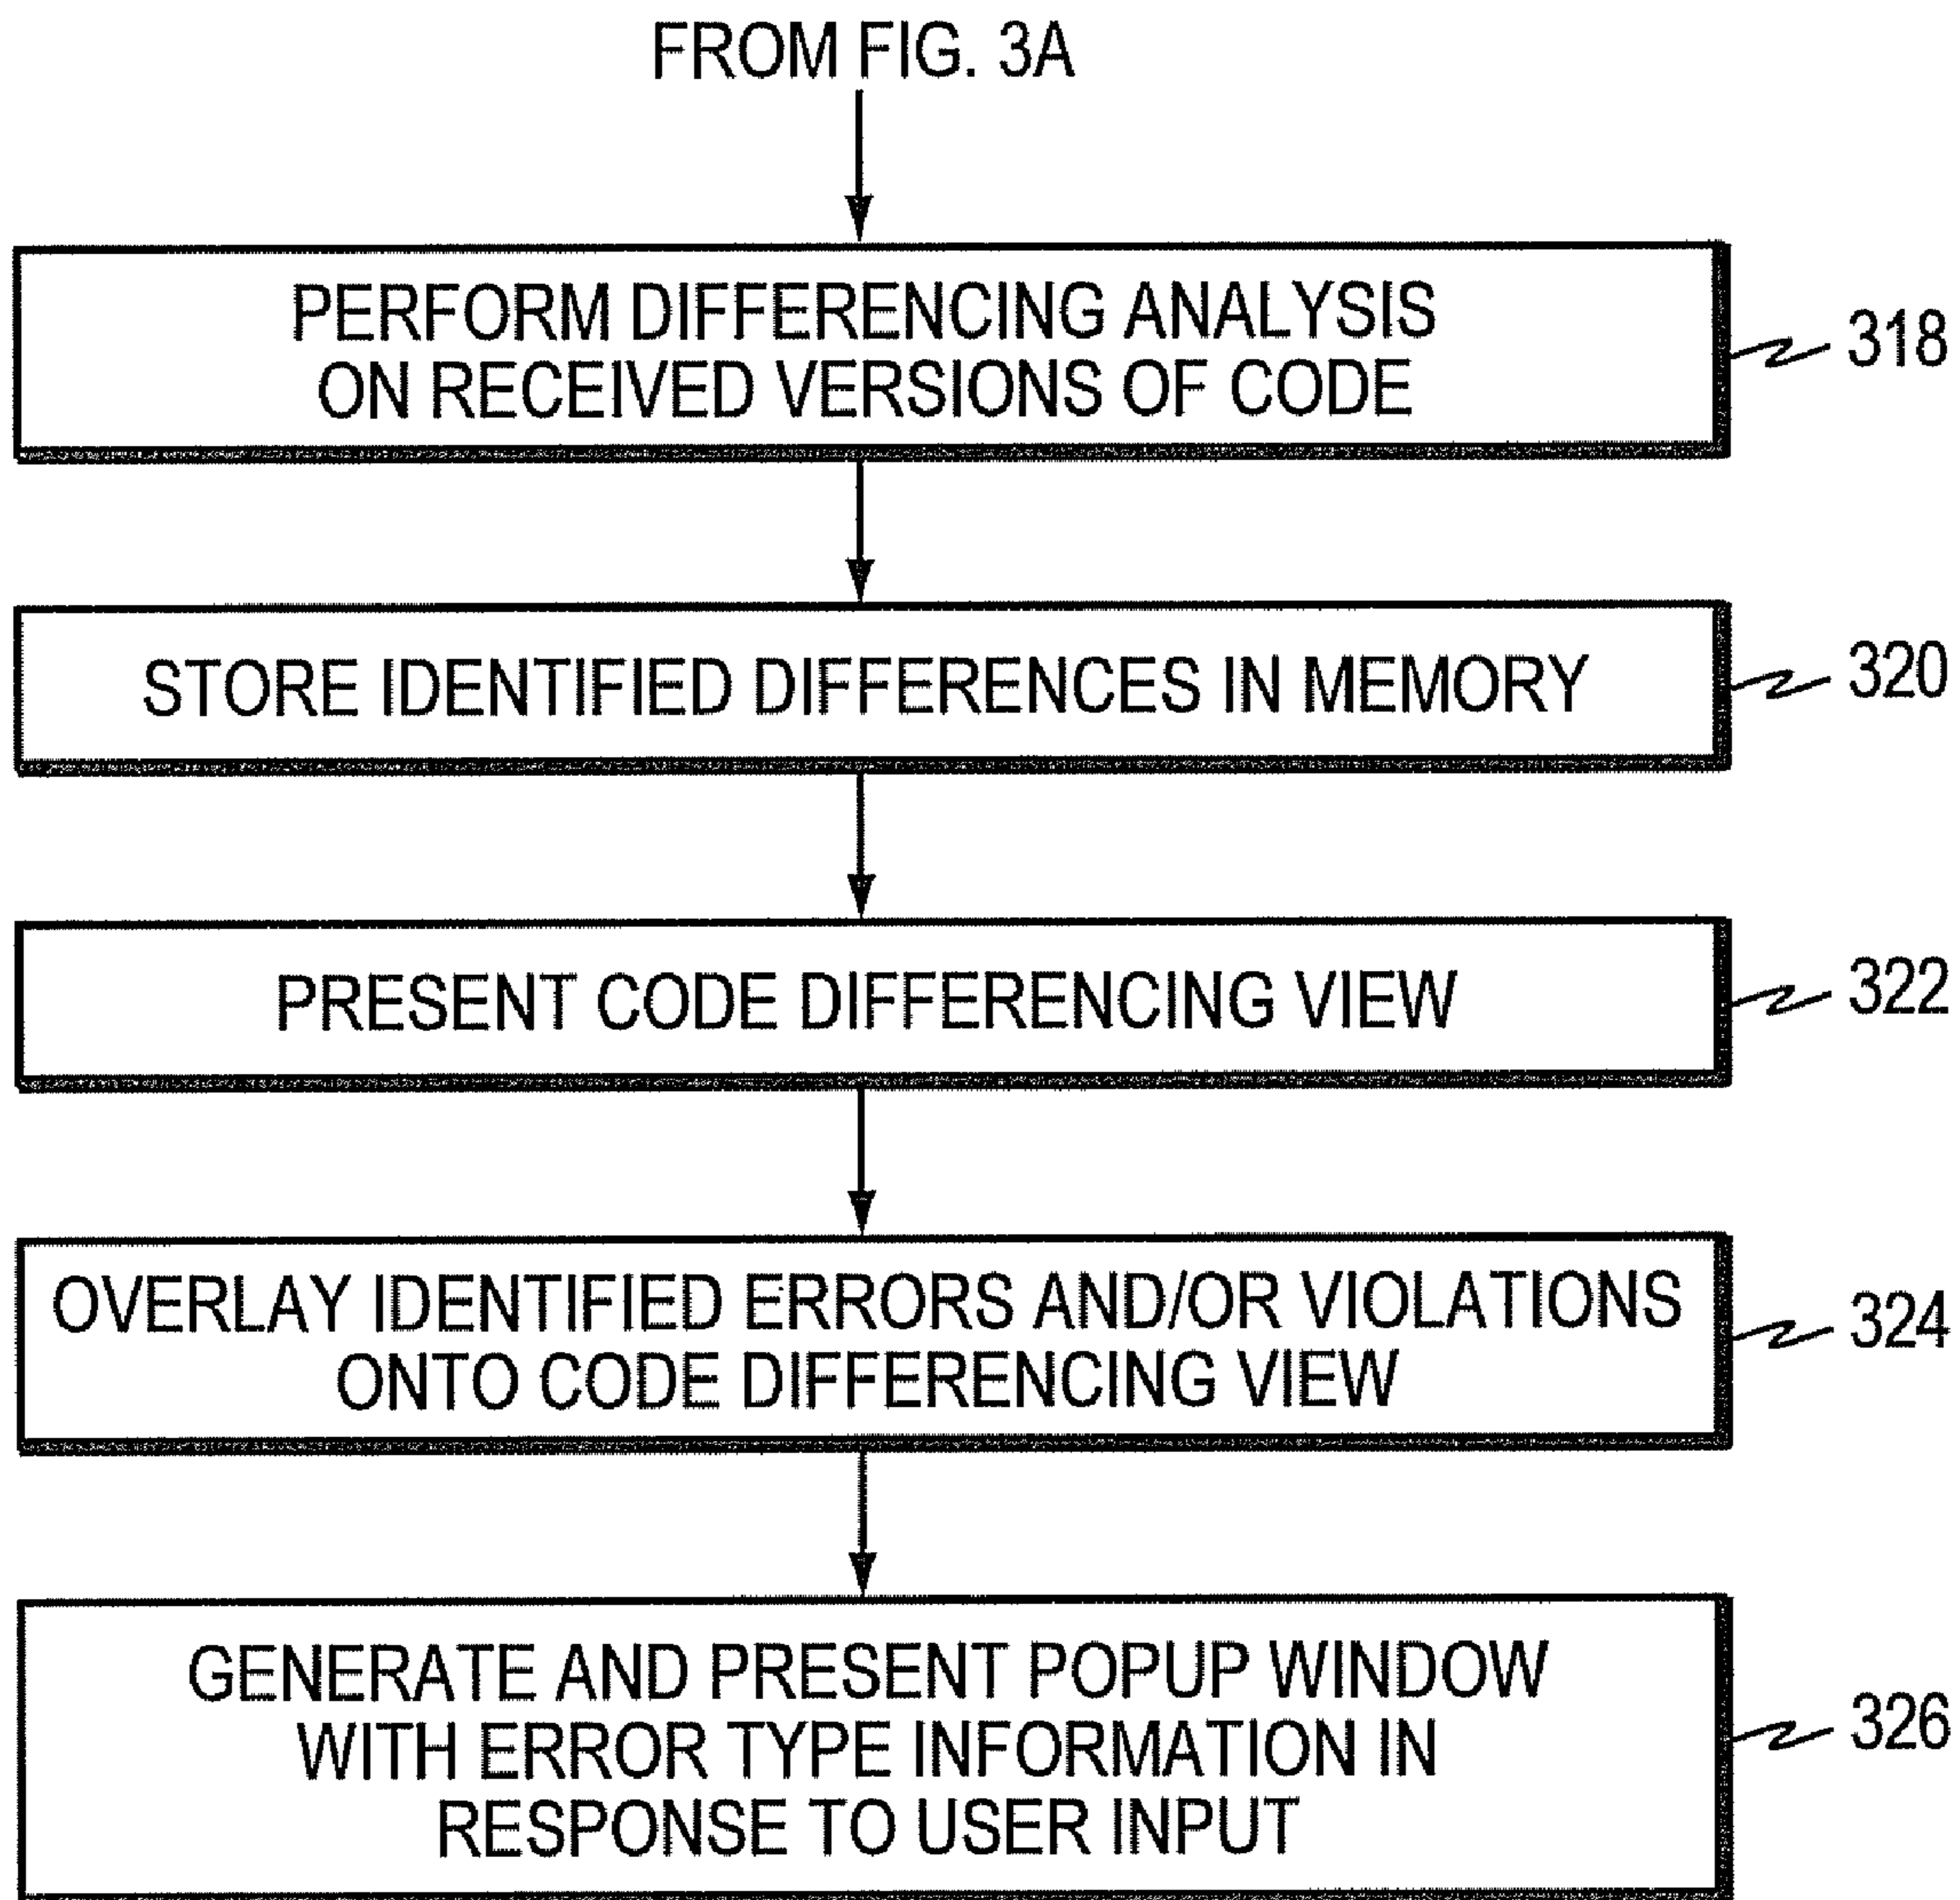 FROM FIG. 3A
PERFORM DIFFERENCING ANALYSIS
ON RECEIVED VERSIONS OF CODE
318
STORE IDENTIFIED DIFFERENCES IN MEMORY
320
PRESENT CODE DIFFERENCING VIEW
322
OVERLAY IDENTIFIED ERRORS AND/OR VIOLATIONS
ONTO CODE DIFFERENCING VIEW
324
GENERATE AND PRESENT POPUP WINDOW
WITH ERROR TYPE INFORMATION IN
RESPONSE TO USER INPUT
326